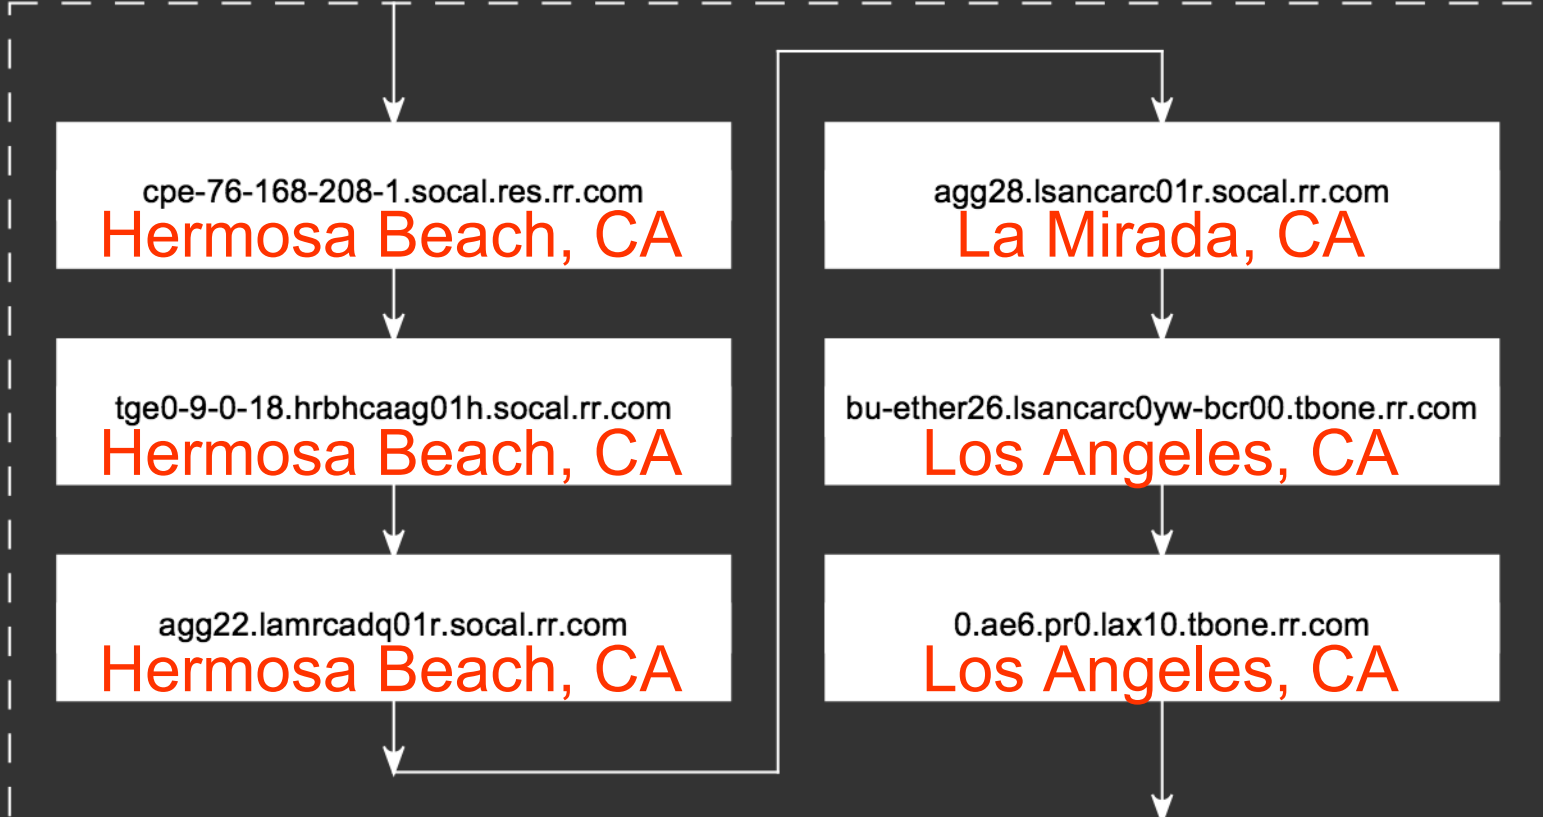 cpe-76-168-208-1.socal.res.rr.com
Hermosa Beach, CA
tge0-9-0-18.hrbhcaag01h.socal.rr.com
Hermosa Beach, CA
agg22.lamrcadq01r.socal.rr.com
Hermosa Beach, CA
agg28.lsancarc01r.socal.rr.com
La Mirada, CA
bu-ether26.lsancarc0yw-bcr00.tbone.rr.com
Los Angeles, CA
0.ae6.pr0.lax10.tbone.rr.com
Los Angeles, CA